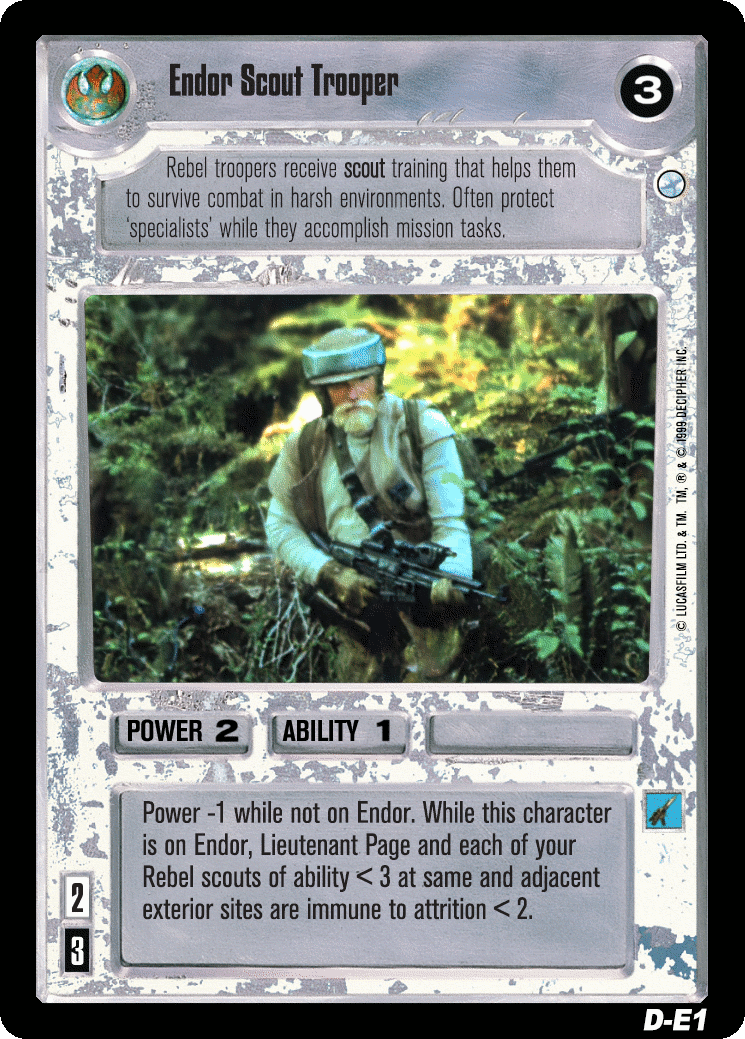 Endor Scout Trooper
3
Rebel troopers receive scout training that helps them
to survive combat in harsh environments. Often protect
‘specialists’ while they accomplish mission tasks.
© LUCASFILM LTD. & TM. TM, ® & © 1999 DECIPHER INC.
POWER 2
ABILITY 1
Power -1 while not on Endor. While this character
is on Endor, Lieutenant Page and each of your
Rebel scouts of ability < 3 at same and adjacent
exterior sites are immune to attrition < 2.
2
3
D-E1